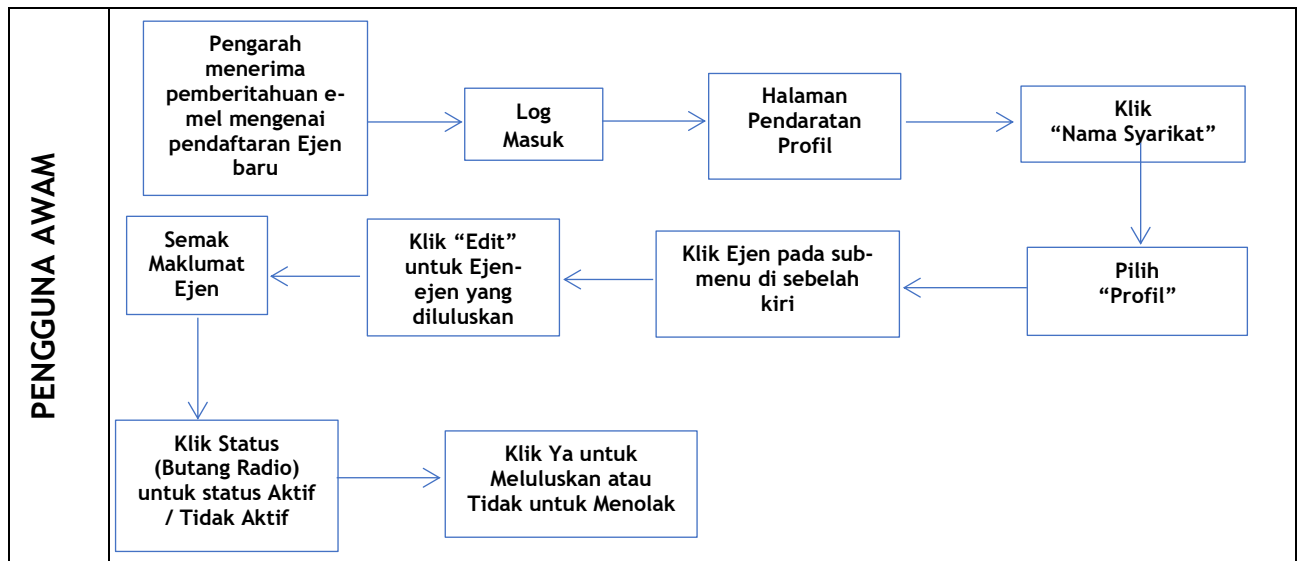 PENGGUNA AWAM
Pengarah
menerima
pemberitahuan e-
mel mengenai
pendaftaran Ejen
baru
Log
Masuk
Halaman
Pendaratan
Profil
Klik
“Nama Syarikat”
Pilih
“Profil”
Klik Ejen pada sub-
menu di sebelah
kiri
Klik “Edit”
untuk Ejen-
ejen yang
diluluskan
Semak
Maklumat
Ejen
Klik Status
(Butang Radio)
untuk status Aktif
/ Tidak Aktif
Klik Ya untuk
Meluluskan atau
Tidak untuk Menolak